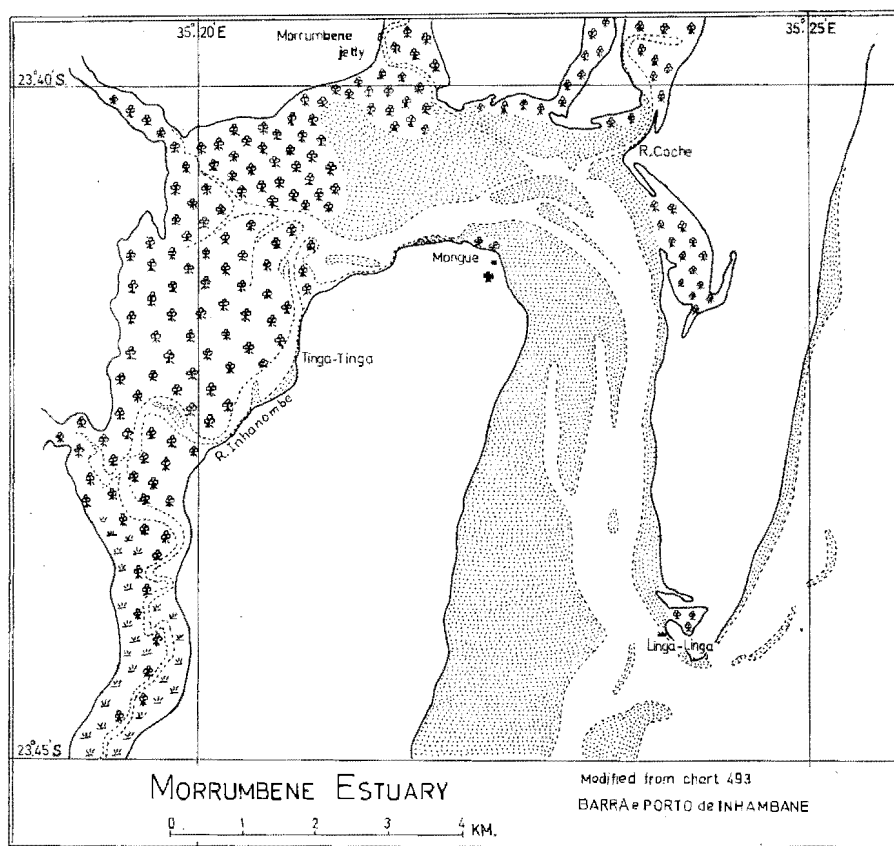 35°20'E
35°25'E
Morrumbene
jetty
23°40'S
R. Coche
Mongue
Tinga-Tinga
R. Inhanombe
Linga-Linga
23°45'S
MORRUMBENE ESTUARY
Modified from chart 493
BARRA e PORTO de INHAMBANE
0 1 2 3 4 KM.